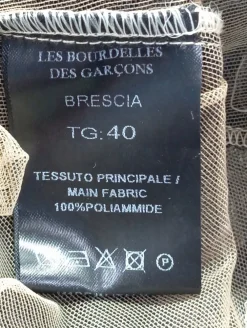 LES BOURDELLES
DES GARÇONS
BRESCIA
TG: 40
TESSUTO PRINCIPALE /
MAIN FABRIC
100%POLIAMMIDE
P